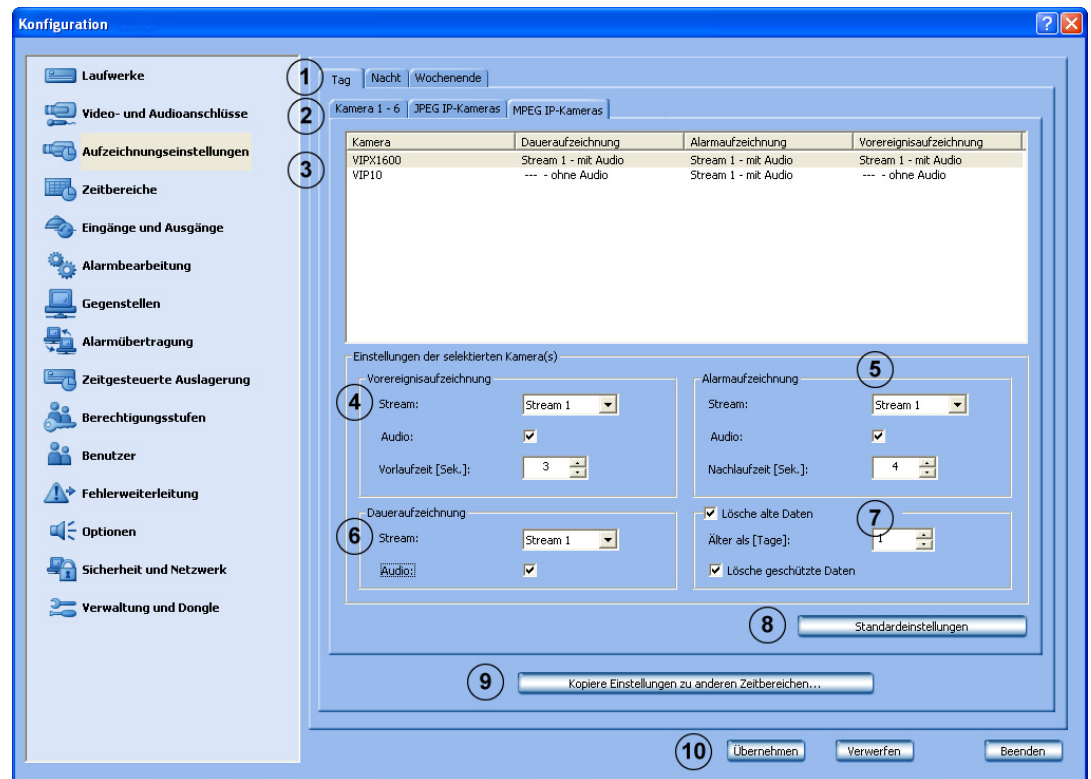 Konfiguration
Laufwerke
Video- und Audioanschlüsse
Aufzeichnungseinstellungen
Zeitbereiche
Eingänge und Ausgänge
Alarmbearbeitung
Gegenstellen
Alarmübertragung
Zeitgesteuerte Auslagerung
Berechtigungsstufen
Benutzer
Fehlerweiterleitung
Optionen
Sicherheit und Netzwerk
Verwaltung und Dongle
1 Tag Nacht Wochenende
2 Kamera 1 - 6 JPEG IP-Kameras MPEG IP-Kameras
Kamera Daueraufzeichnung Alarmaufzeichnung Vorereignisaufzeichnung
3 VIPX1600 Stream 1 - mit Audio Stream 1 - mit Audio Stream 1 - mit Audio
VIP10 --- - ohne Audio Stream 1 - mit Audio --- - ohne Audio
Einstellungen der selektierten Kamera(s)
Vorereignisaufzeichnung
4 Stream: Stream 1
Audio:
Vorlaufzeit [Sek.]: 3
Alarmaufzeichnung 5
Stream: Stream 1
Audio:
Nachlaufzeit [Sek.]: 4
Daueraufzeichnung
6 Stream: Stream 1
Audio:
Lösche alte Daten 7
Älter als [Tage]: 1
Lösche geschützte Daten
8 Standardeinstellungen
9 Kopiere Einstellungen zu anderen Zeitbereichen...
10 Übernehmen Verwerfen Beenden